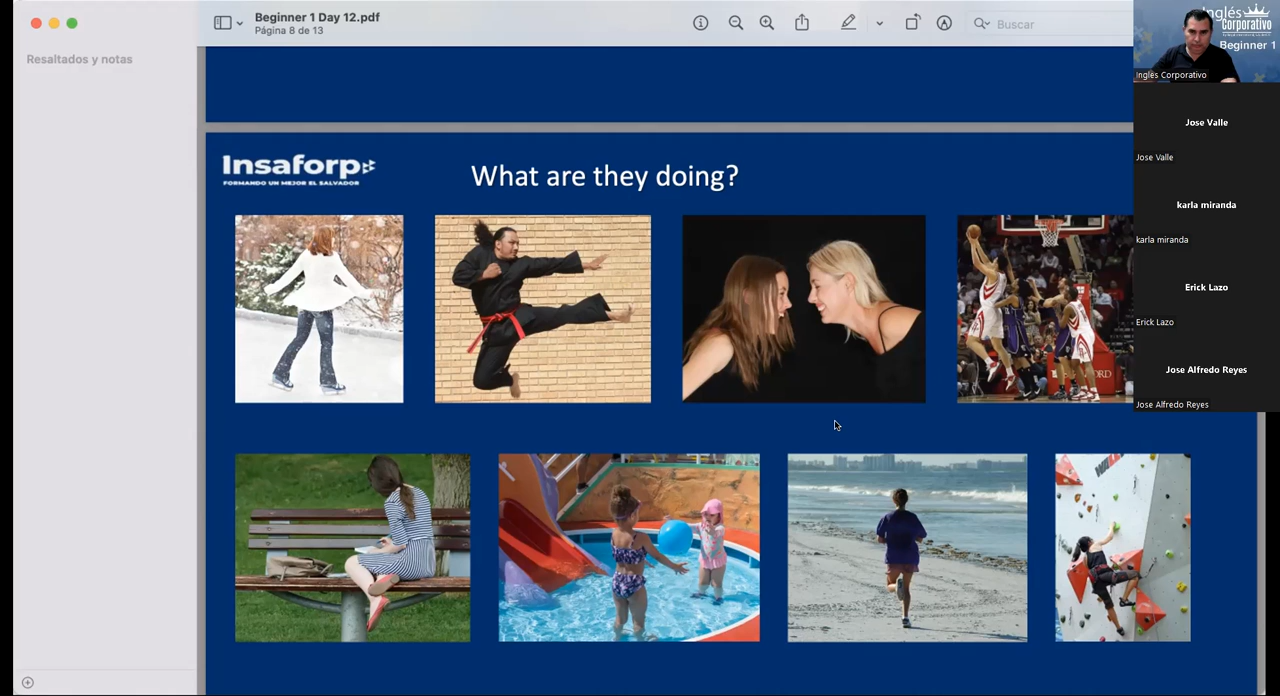 Beginner 1 Day 12.pdf
Página 8 de 13
Buscar
Resaltados y notas
Inglés
Corporativo
Beginner 1
Inglés Corporativo
Jose Valle
Jose Valle
karla miranda
karla miranda
Erick Lazo
Erick Lazo
Jose Alfredo Reyes
Jose Alfredo Reyes
Insaforp
FORMANDO UN MEJOR EL SALVADOR
What are they doing?